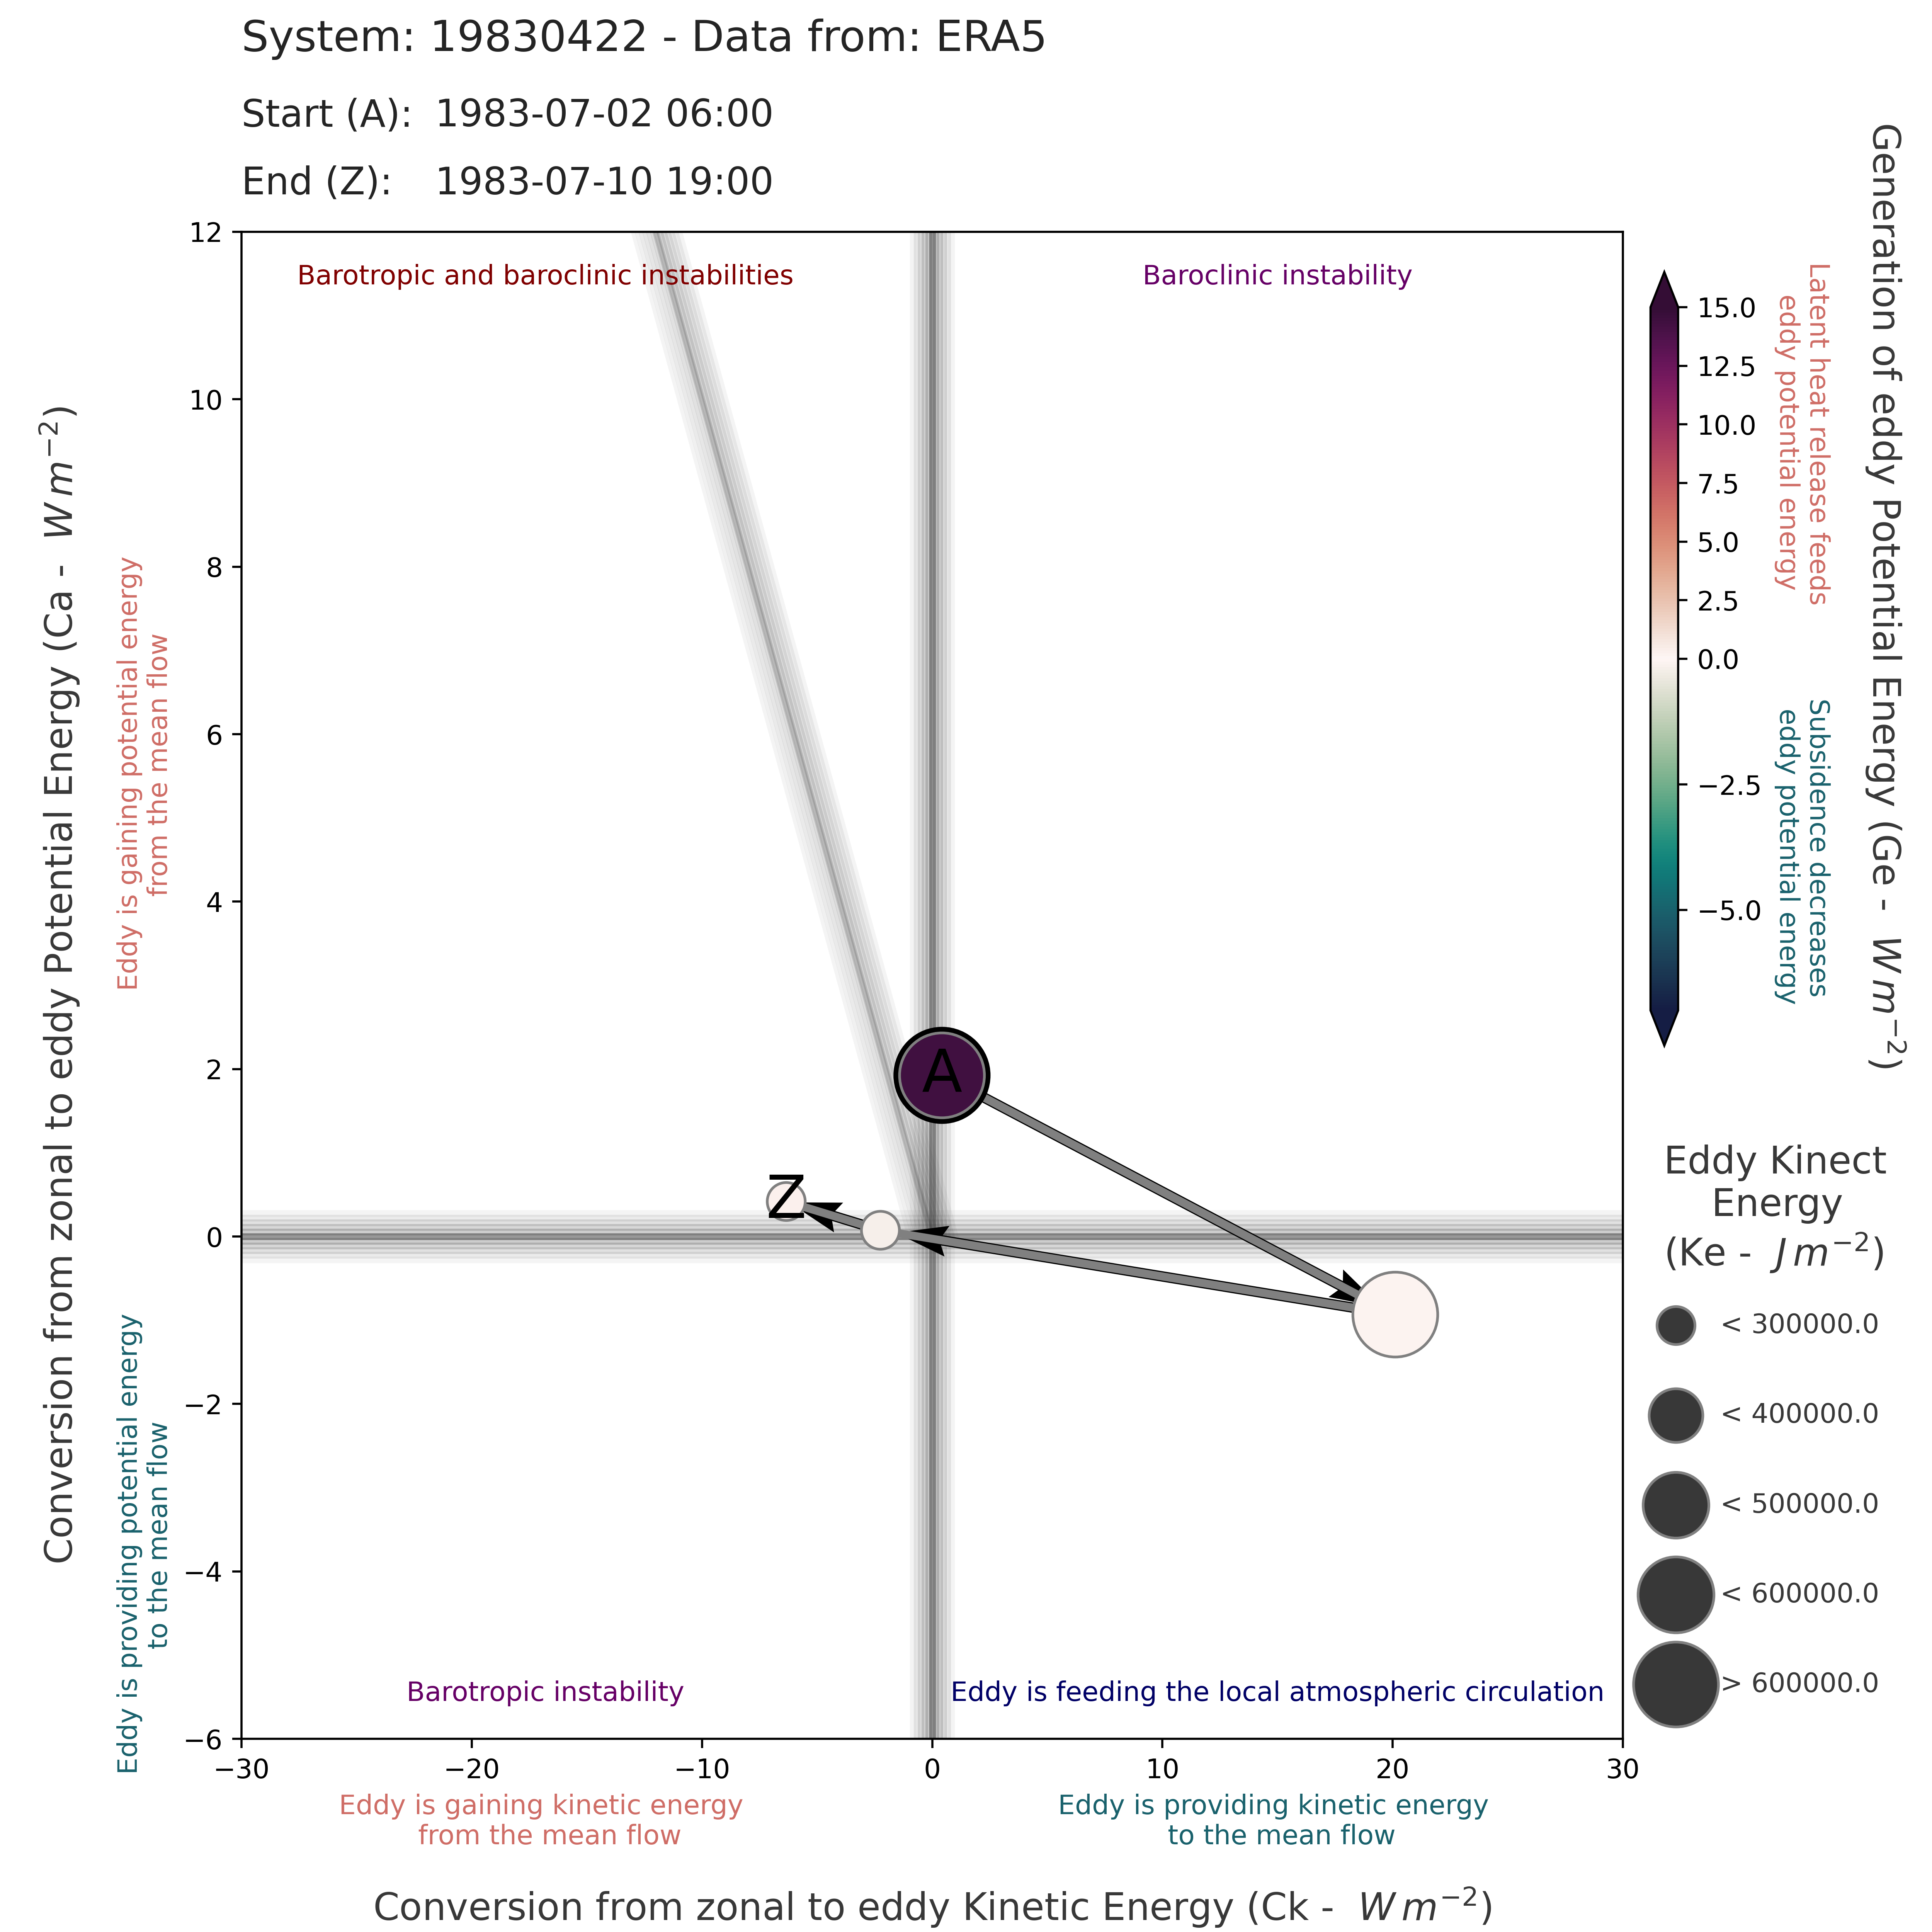 System: 19830422 - Data from: ERA5
Start (A): 1983-07-02 06:00
End (Z): 1983-07-10 19:00
Conversion from zonal to eddy Potential Energy (Ca - W m⁻²)
Eddy is gaining potential energy
from the mean flow
Eddy is providing potential energy
to the mean flow
12
10
8
6
4
2
0
−2
−4
−6
Barotropic and baroclinic instabilities
Baroclinic instability
A
Z
Barotropic instability
Eddy is feeding the local atmospheric circulation
−30
−20
−10
0
10
20
30
Eddy is gaining kinetic energy
from the mean flow
Eddy is providing kinetic energy
to the mean flow
Conversion from zonal to eddy Kinetic Energy (Ck - W m⁻²)
15.0
12.5
10.0
7.5
5.0
2.5
0.0
−2.5
−5.0
Latent heat release feeds
eddy potential energy
Subsidence decreases
eddy potential energy
Generation of eddy Potential Energy (Ge - W m⁻²)
Eddy Kinect
Energy
(Ke - J m⁻²)
< 300000.0
< 400000.0
< 500000.0
< 600000.0
> 600000.0